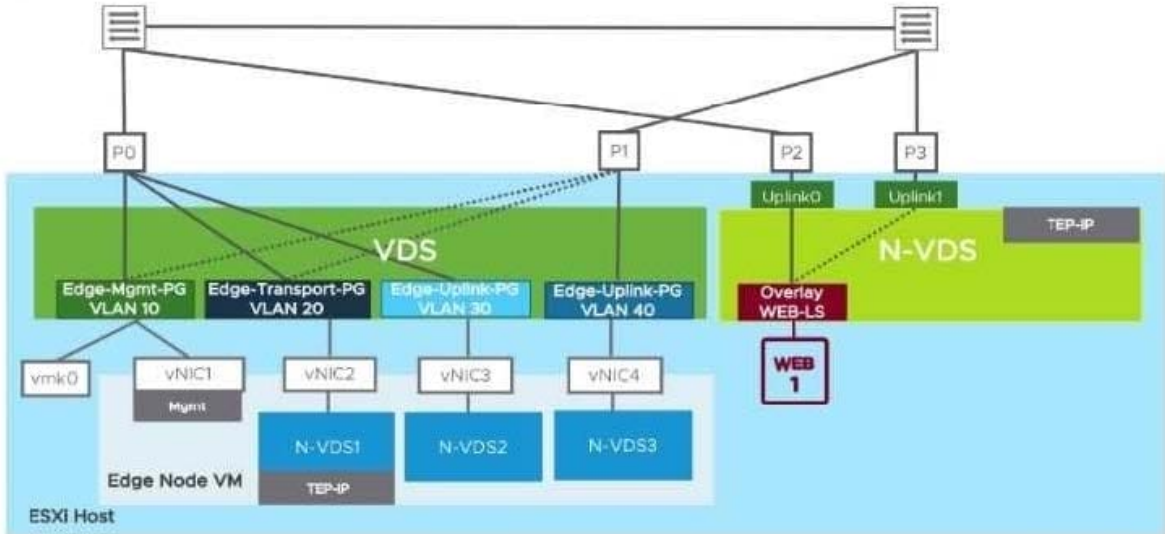 P0
P1
P2
P3
Uplink0
Uplink1
VDS
N-VDS
TEP-IP
Edge-Mgmt-PG
VLAN 10
Edge-Transport-PG
VLAN 20
Edge-Uplink-PG
VLAN 30
Edge-Uplink-PG
VLAN 40
Overlay
WEB-LS
vmk0
vNIC1
Mgmt
vNIC2
vNIC3
vNIC4
WEB
1
N-VDS1
TEP-IP
N-VDS2
N-VDS3
Edge Node VM
ESXi Host